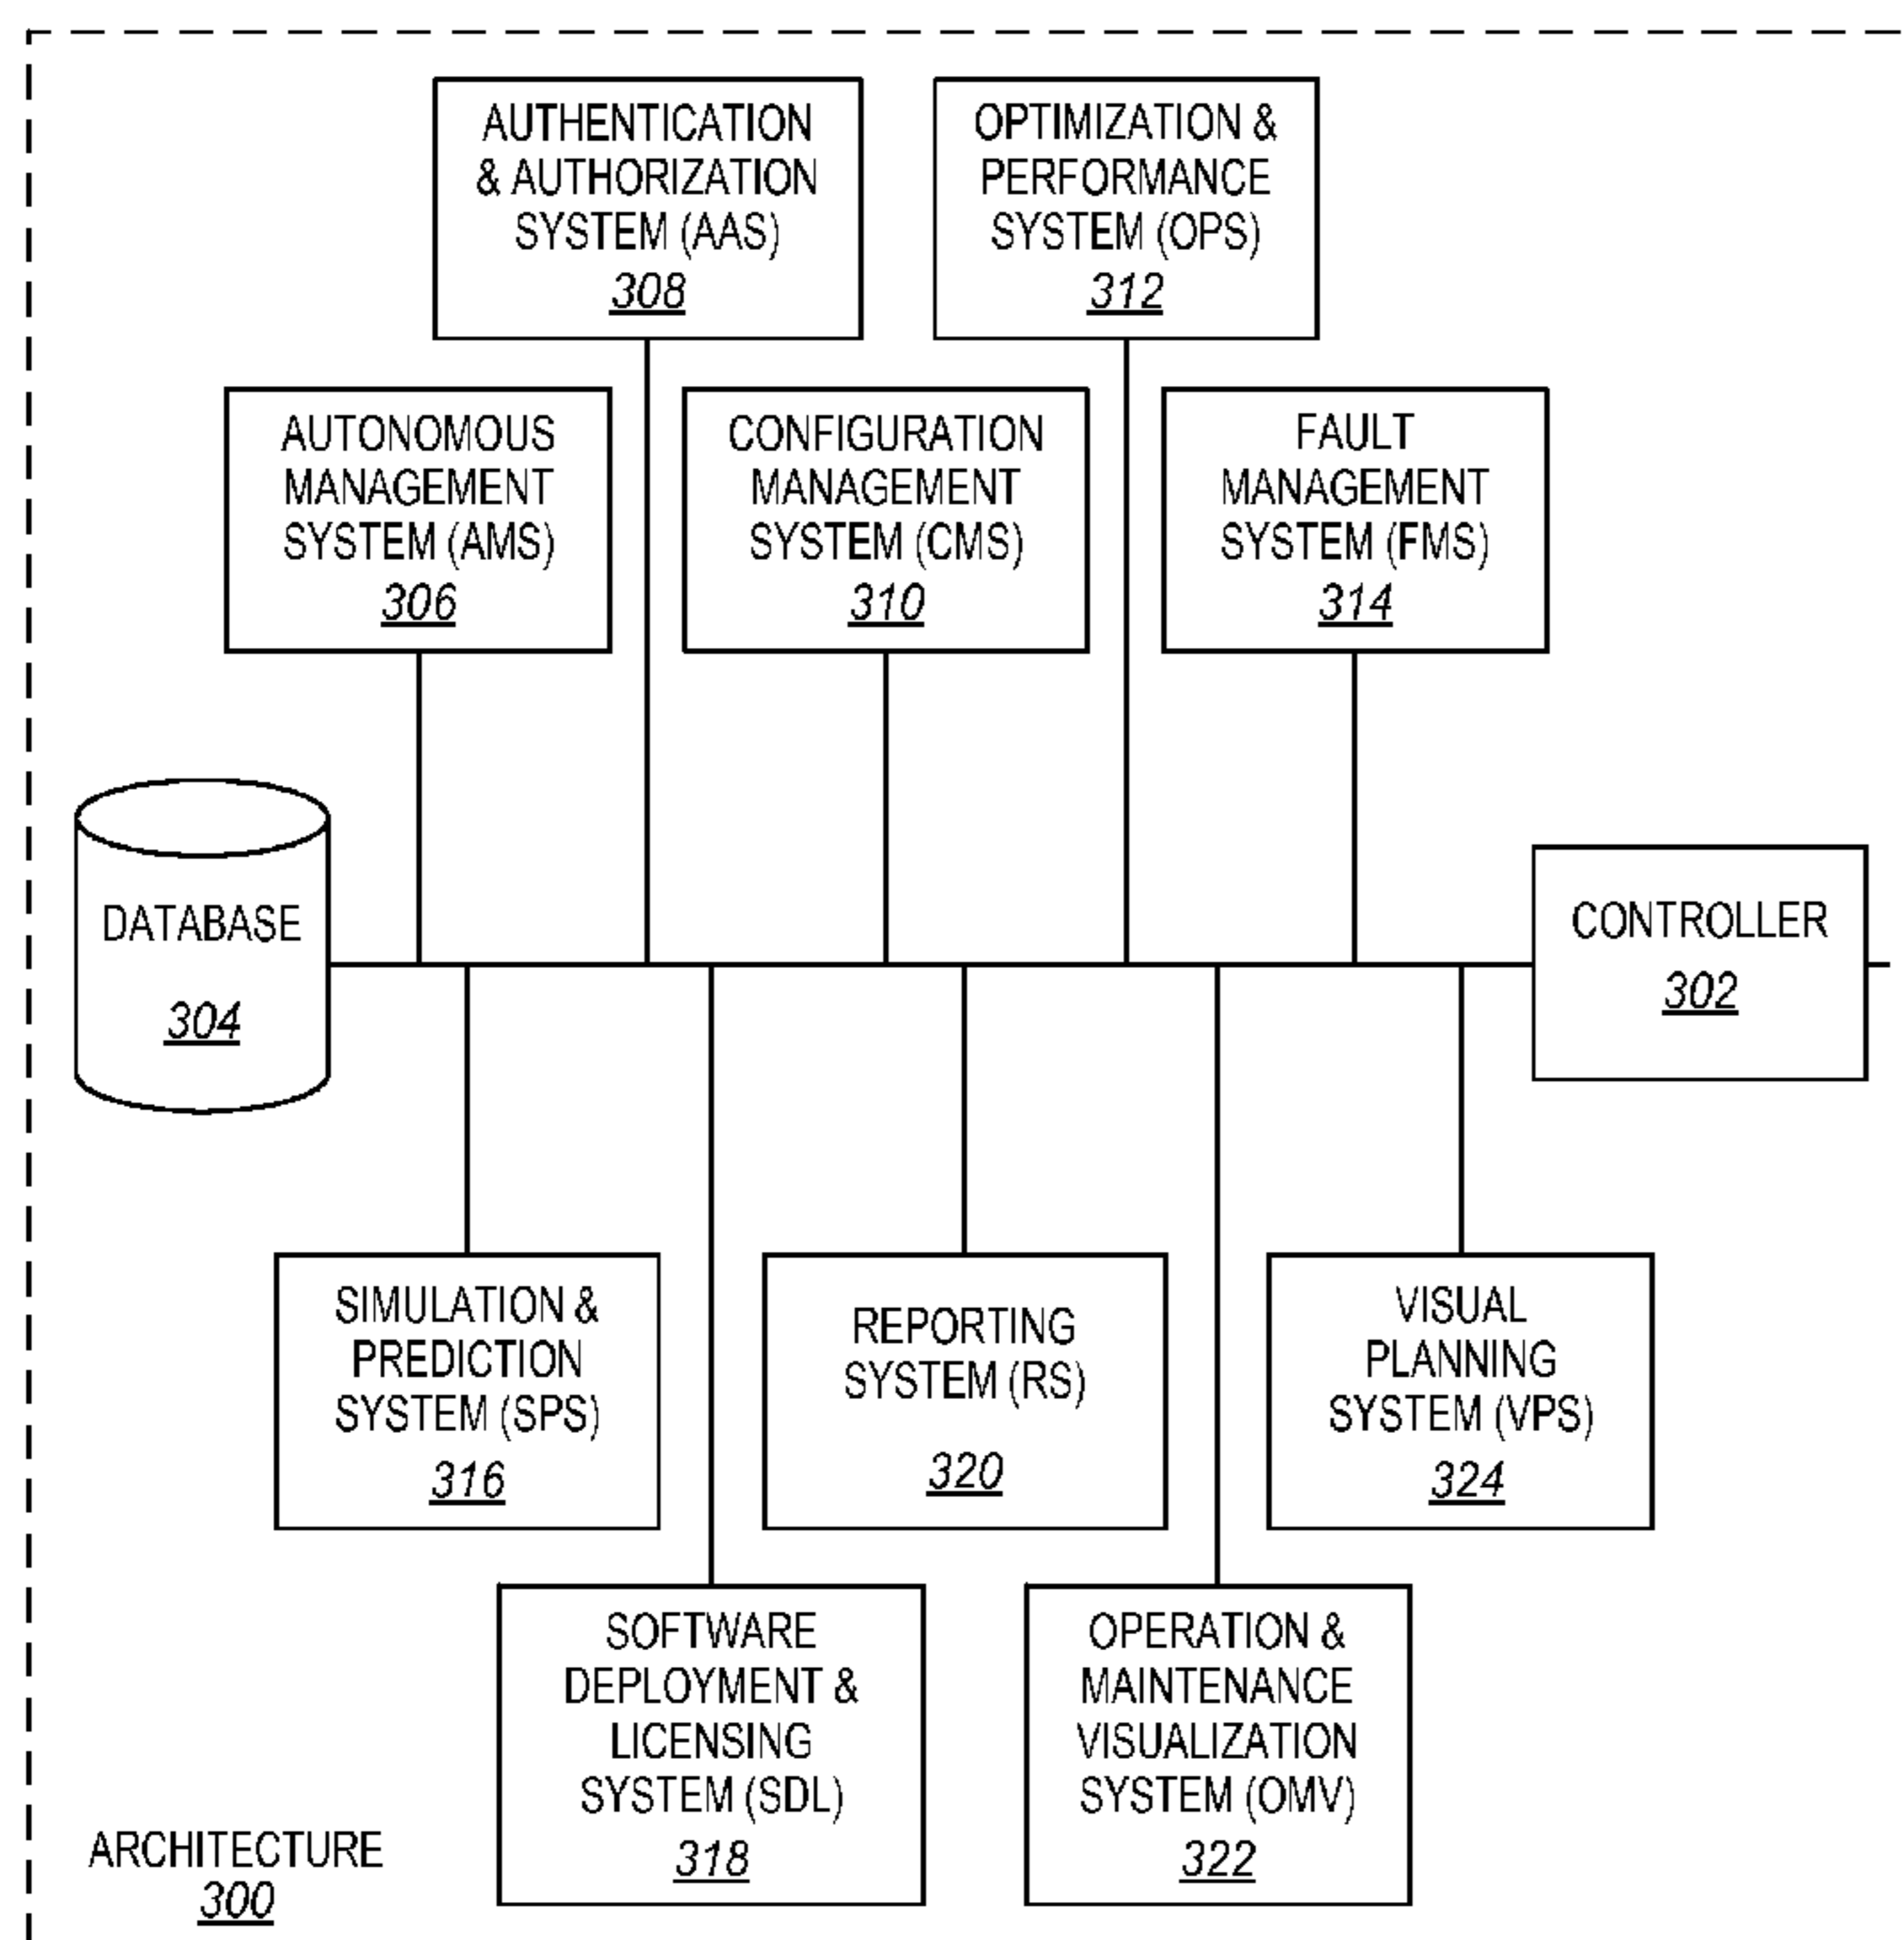 AUTHENTICATION
& AUTHORIZATION
SYSTEM (AAS)
308
OPTIMIZATION &
PERFORMANCE
SYSTEM (OPS)
312
AUTONOMOUS
MANAGEMENT
SYSTEM (AMS)
306
CONFIGURATION
MANAGEMENT
SYSTEM (CMS)
310
FAULT
MANAGEMENT
SYSTEM (FMS)
314
DATABASE
304
CONTROLLER
302
SIMULATION &
PREDICTION
SYSTEM (SPS)
316
REPORTING
SYSTEM (RS)
320
VISUAL
PLANNING
SYSTEM (VPS)
324
SOFTWARE
DEPLOYMENT &
LICENSING
SYSTEM (SDL)
318
OPERATION &
MAINTENANCE
VISUALIZATION
SYSTEM (OMV)
322
ARCHITECTURE
300